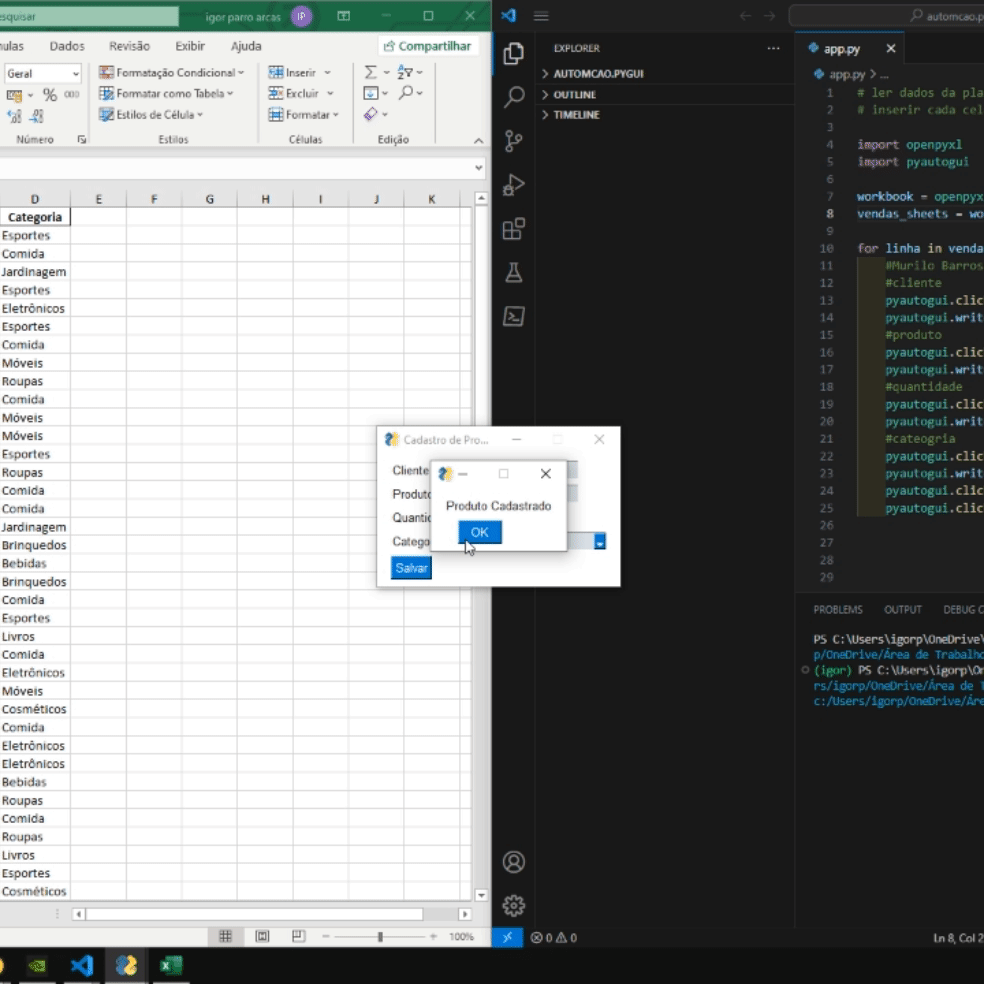 esquisar
igor parro arcas
IP
ulas Dados Revisão Exibir Ajuda
Compartilhar
Geral
Formatação Condicional
Inserir
% 000
Formatar como Tabela
Excluir
Estilos de Célula
Formatar
Número
Estilos
Células
Edição
D E F G H I J K
Categoria
Esportes
Comida
Jardinagem
Esportes
Eletrônicos
Esportes
Comida
Móveis
Roupas
Comida
Móveis
Móveis
Esportes
Roupas
Comida
Comida
Jardinagem
Brinquedos
Bebidas
Brinquedos
Comida
Esportes
Livros
Comida
Eletrônicos
Móveis
Cosméticos
Comida
Eletrônicos
Eletrônicos
Bebidas
Roupas
Comida
Roupas
Livros
Esportes
Cosméticos
100%
Cadastro de Pro...
Cliente
Produto
Quantid
Catego
Salvar
Produto Cadastrado
OK
automcao.p
EXPLORER
AUTOMCAO.PYGUI
OUTLINE
TIMELINE
app.py
app.py > ...
1 # ler dados da pla
2 # inserir cada cel
3
4 import openpyxl
5 import pyautogui
6
7 workbook = openpyx
8 vendas_sheets = wo
9
10 for linha in venda
11 #Murilo Barros
12 #cliente
13 pyautogui.clic
14 pyautogui.writ
15 #produto
16 pyautogui.clic
17 pyautogui.writ
18 #quantidade
19 pyautogui.clic
20 pyautogui.writ
21 #cateogria
22 pyautogui.clic
23 pyautogui.writ
24 pyautogui.clic
25 pyautogui.clic
26
27
28
29
PROBLEMS OUTPUT DEBUG C
PS C:\Users\igorp\OneDrive\
p/OneDrive/Área de Trabalho
(igor) PS C:\Users\igorp\On
rs/igorp/OneDrive/Área de T
c:/Users/igorp/OneDrive/Áre
0 0
Ln 8, Col 2